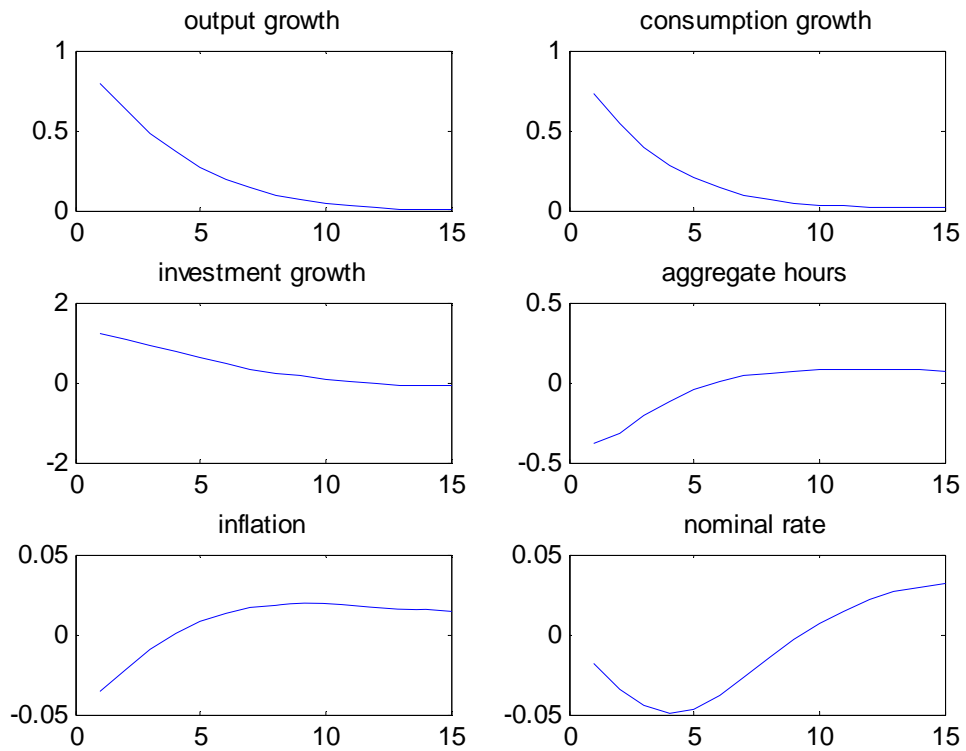 output growth
1
0.5
0
0 5 10 15
consumption growth
1
0.5
0
0 5 10 15
investment growth
2
0
-2
0 5 10 15
aggregate hours
0.5
0
-0.5
0 5 10 15
inflation
0.05
0
-0.05
0 5 10 15
nominal rate
0.05
0
-0.05
0 5 10 15